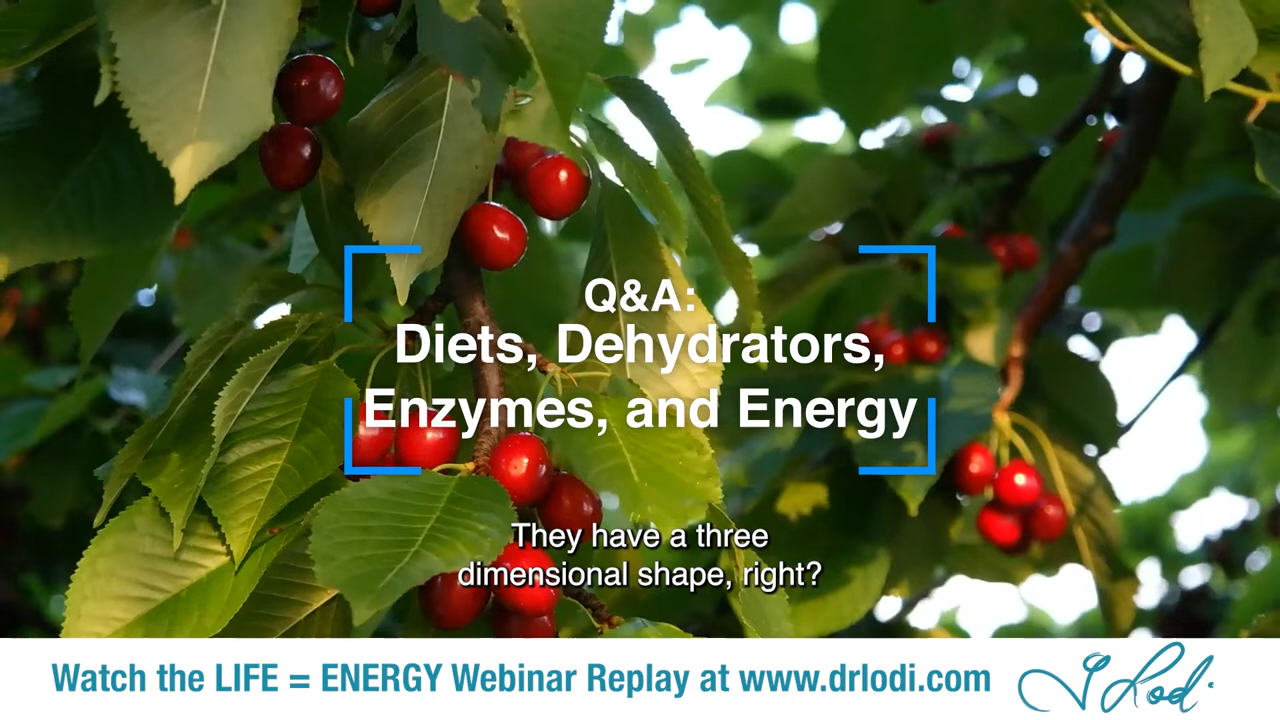 Q&A:
Diets, Dehydrators,
Enzymes, and Energy
They have a three
dimensional shape, right?
Watch the LIFE = ENERGY Webinar Replay at www.drlodi.com